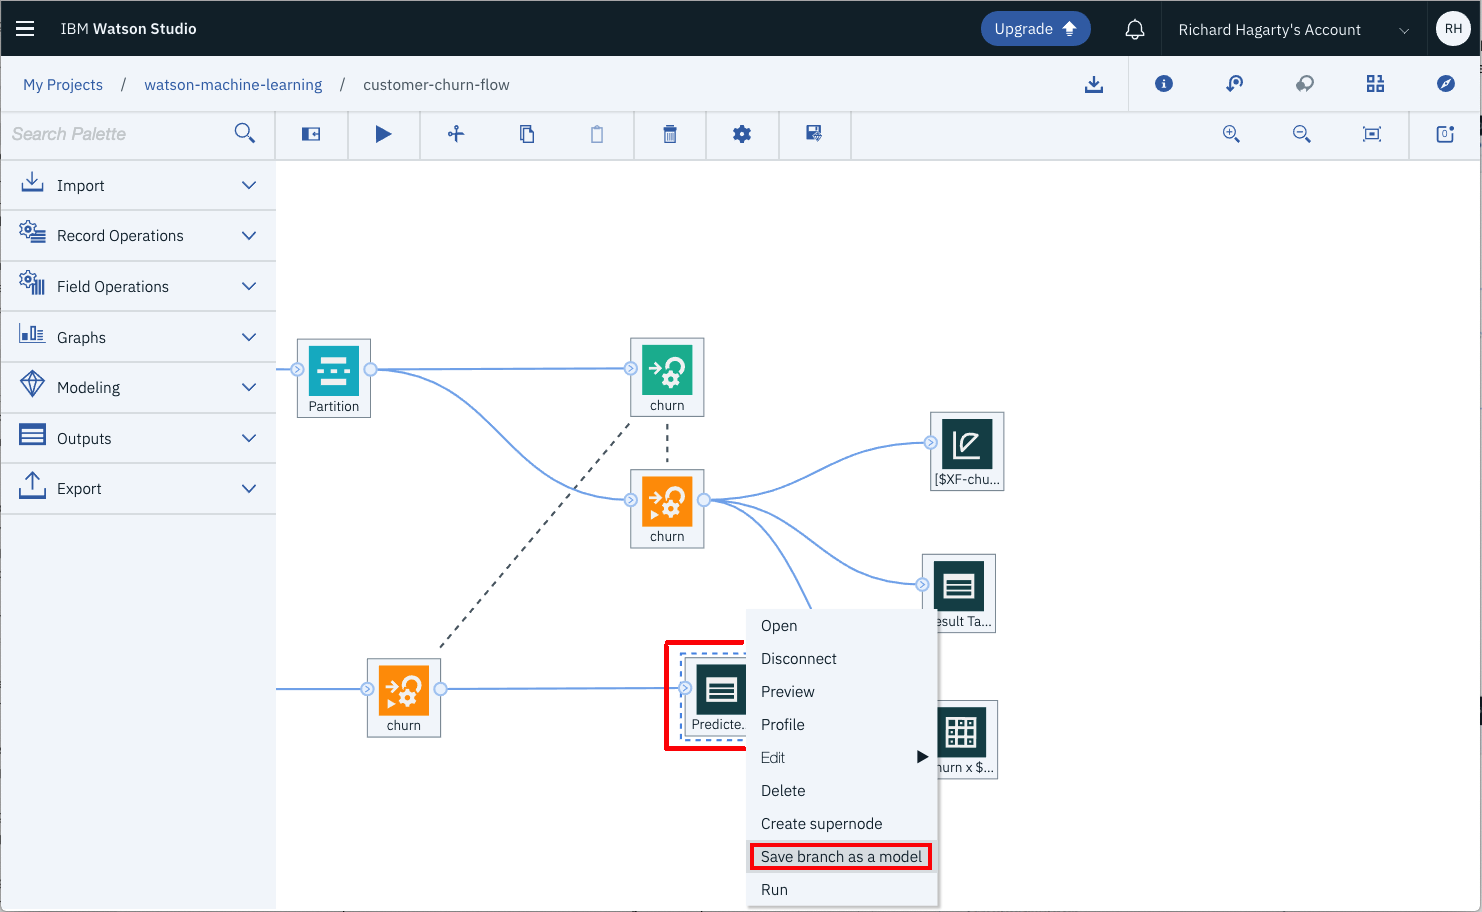 IBM Watson Studio
Upgrade
Richard Hagarty's Account
RH
My Projects / watson-machine-learning / customer-churn-flow
Search Palette
0
Import
Record Operations
Field Operations
Graphs
Modeling
Outputs
Export
Partition
churn
churn
[$XF-chu...
esult Ta...
churn
Predicte..
hurn x $...
Open
Disconnect
Preview
Profile
Edit
Delete
Create supernode
Save branch as a model
Run